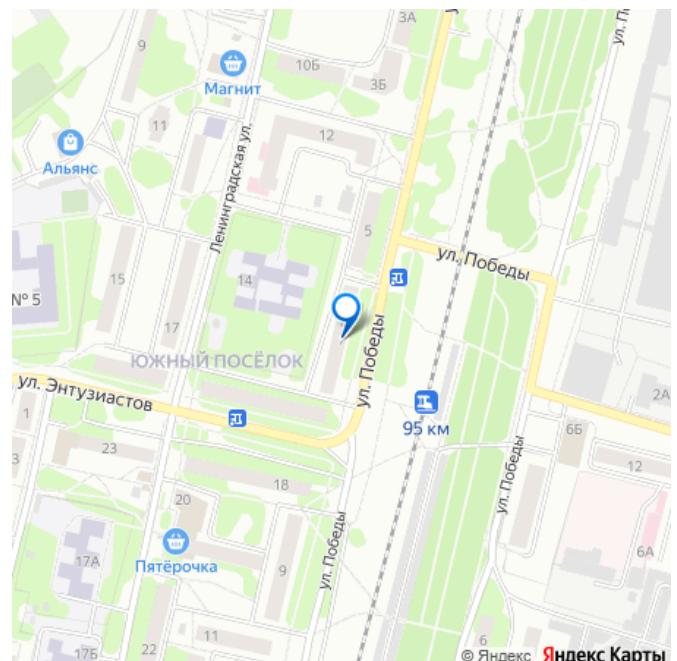 3А
9
10Б
3Б
Магнит
11
12
Альянс
Ленинградская ул.
5
ул. Победы
15
14
№ 5
17
ЮЖНЫЙ ПОСЁЛОК
ул. Победы
ул. Энтузиастов
2А
95 км
1
6Б
23
12
3
18
ул. Победы
20
ул. Победы
17А
Пятёрочка
9
6А
11
6
17Б
22
© Яндекс Яндекс Карты